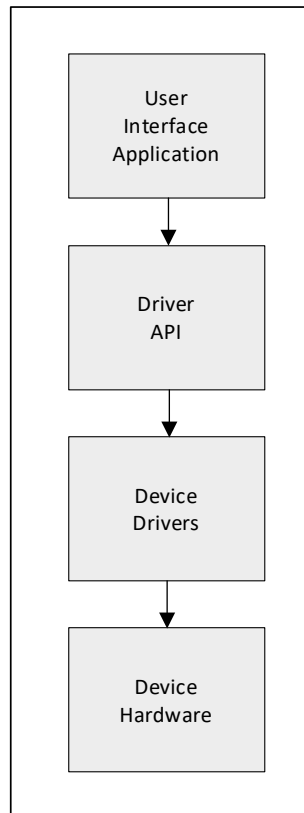 User
Interface
Application
Driver
API
Device
Drivers
Device
Hardware